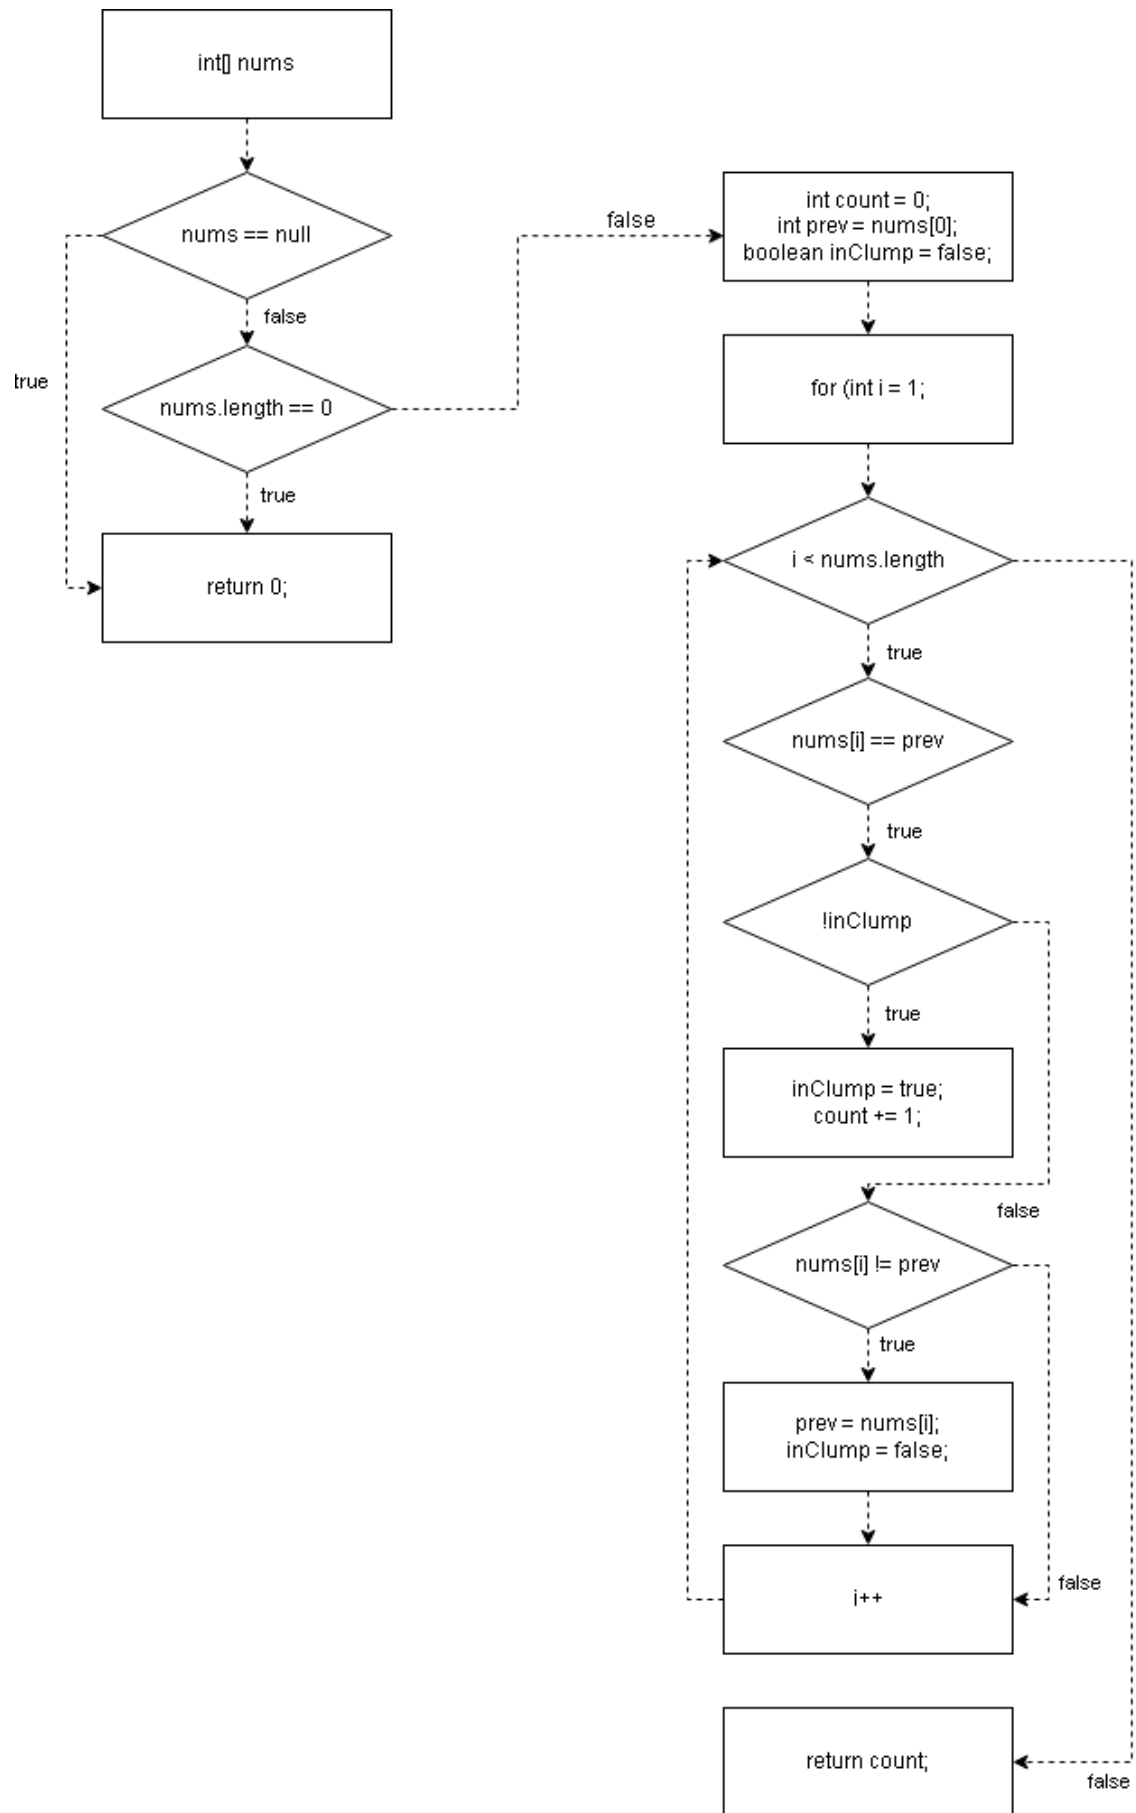 int[] nums
nums == null
false
true
nums.length == 0
true
return 0;
false
int count = 0;
int prev = nums[0];
boolean inClump = false;
for (int i = 1;
i < nums.length
true
nums[i] == prev
true
!inClump
true
inClump = true;
count += 1;
false
nums[i] != prev
true
prev = nums[i];
inClump = false;
false
i++
return count;
false